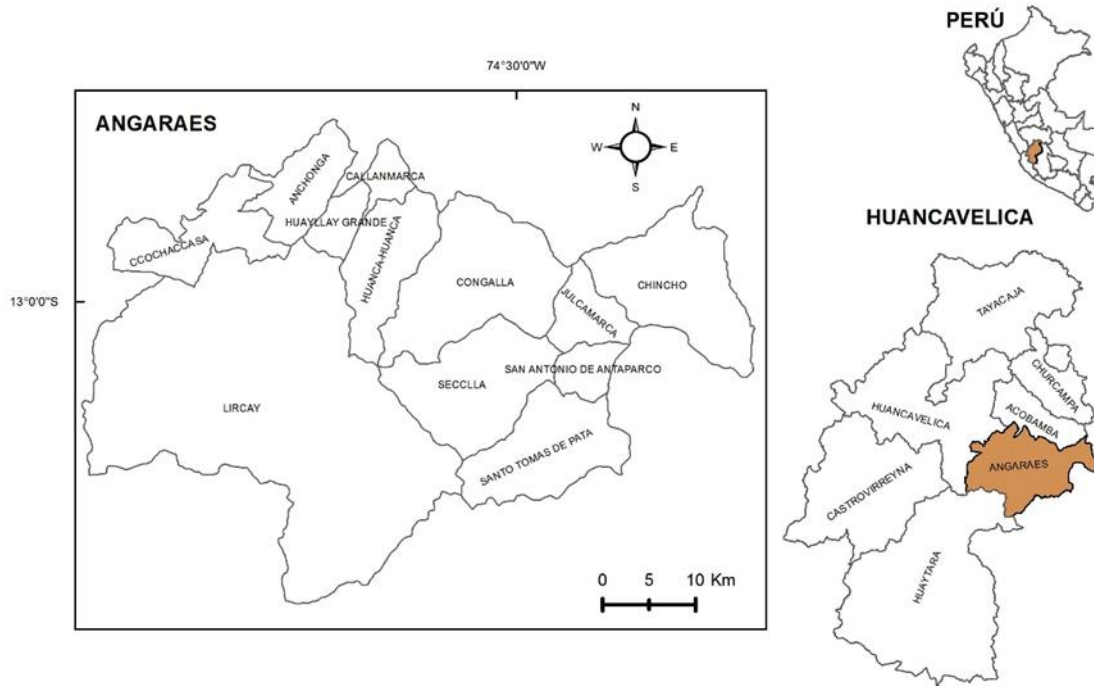 PERÚ
74°30'0"W
ANGARAES
N
W
E
S
ANCHONGA
CALLANMARCA
HUAYLLAY GRANDE
CCOCHACCASA
HUANCA-HUANCA
CONGALLA
CHINCHO
JULCAMARCA
13°0'0"S
SAN ANTONIO DE ANTAPARCO
SECCLLA
LIRCAY
SANTO TOMAS DE PATA
0 5 10 Km
HUANCAVELICA
TAYACAJA
CHURCAMPA
ACOBAMBA
HUANCAVELICA
ANGARAES
CASTROVIRREYNA
HUAYTARA